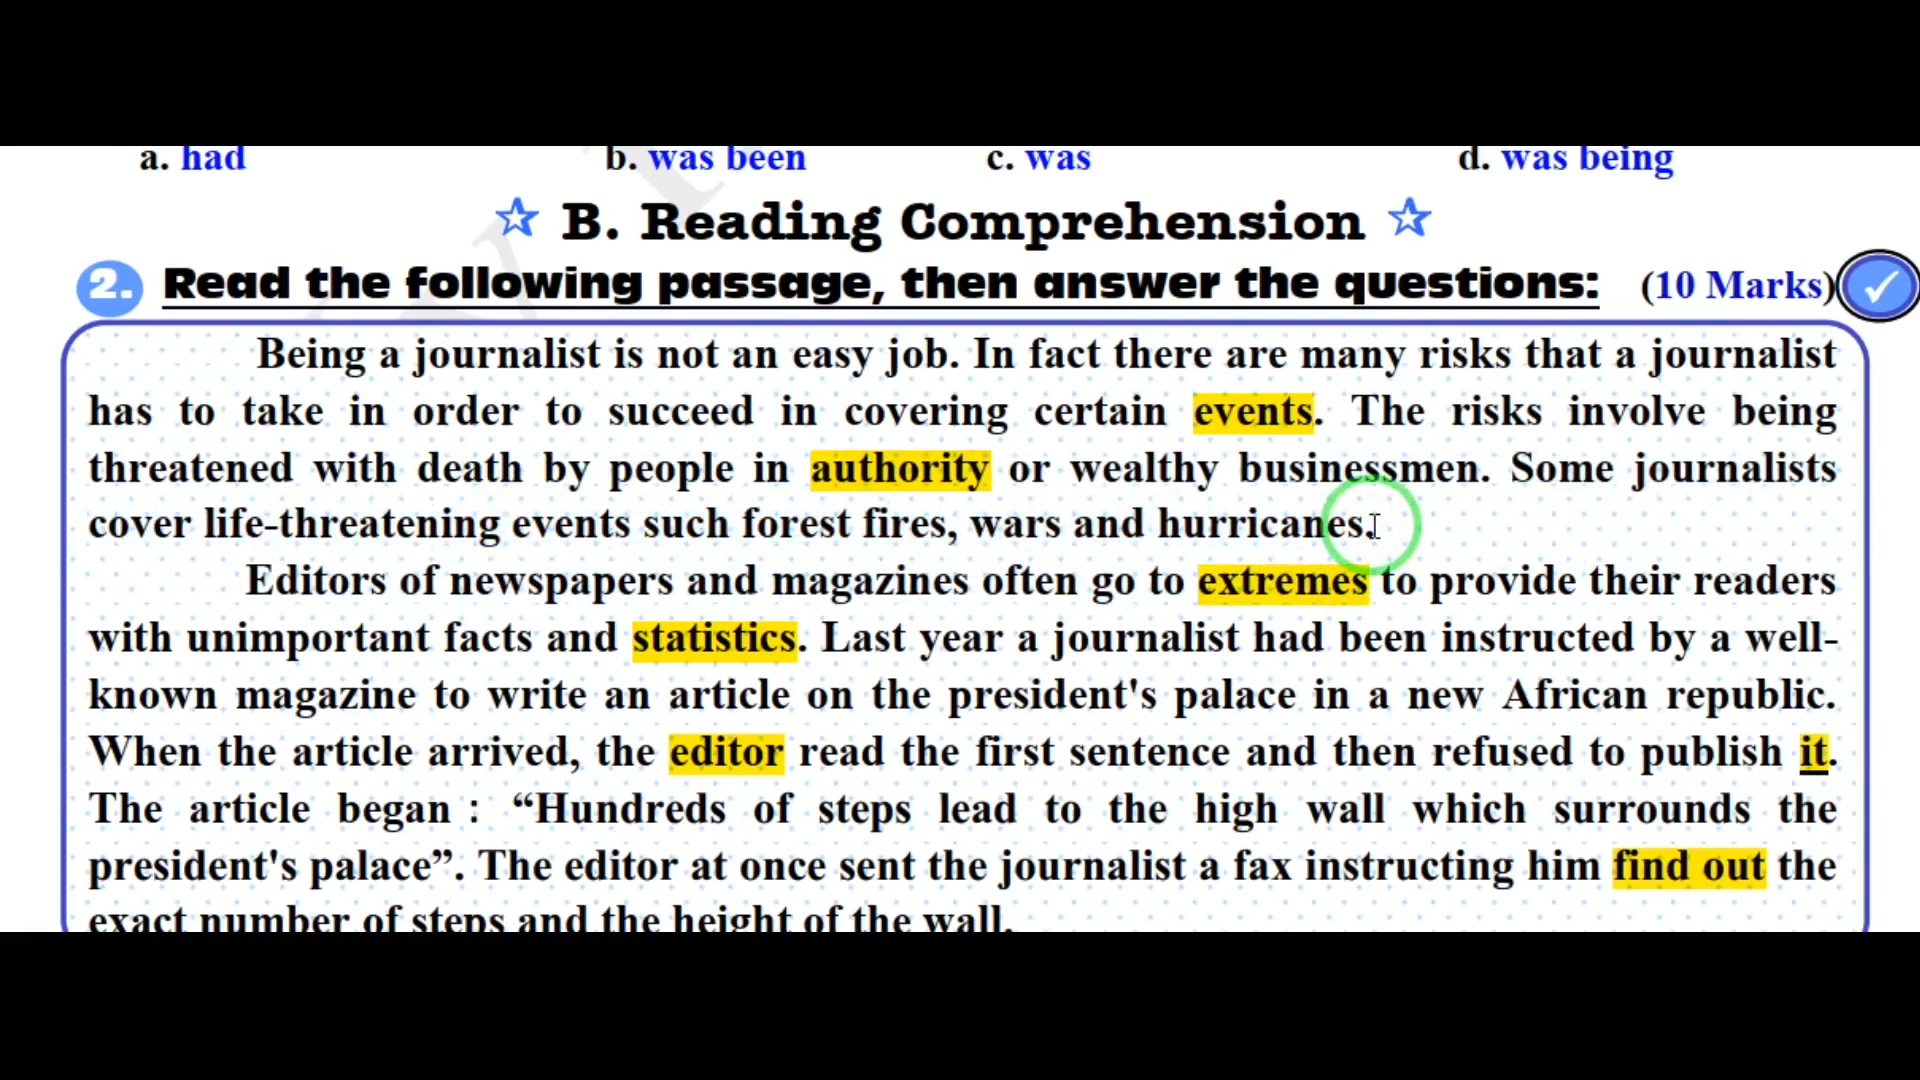 a. had b. was been c. was d. was being
B. Reading Comprehension
2. Read the following passage, then answer the questions: (10 Marks)
Being a journalist is not an easy job. In fact there are many risks that a journalist
has to take in order to succeed in covering certain events. The risks involve being
threatened with death by people in authority or wealthy businessmen. Some journalists
cover life-threatening events such forest fires, wars and hurricanes.
Editors of newspapers and magazines often go to extremes to provide their readers
with unimportant facts and statistics. Last year a journalist had been instructed by a well-
known magazine to write an article on the president's palace in a new African republic.
When the article arrived, the editor read the first sentence and then refused to publish it.
The article began : “Hundreds of steps lead to the high wall which surrounds the
president's palace”. The editor at once sent the journalist a fax instructing him find out the
exact number of steps and the height of the wall.